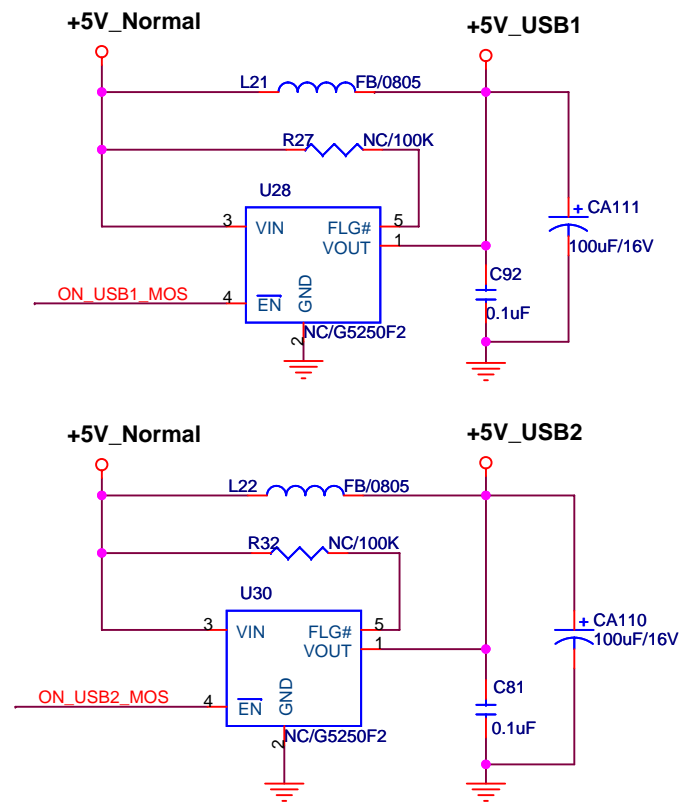 +5V_Normal
+5V_USB1
L21
FB/0805
R27
NC/100K
U28
3
VIN
FLG#
5
VOUT
1
+
CA111
100uF/16V
ON_USB1_MOS
4
EN
GND
C92
0.1uF
2
NC/G5250F2
+5V_Normal
+5V_USB2
L22
FB/0805
R32
NC/100K
U30
3
VIN
FLG#
5
VOUT
1
+
CA110
100uF/16V
ON_USB2_MOS
4
EN
GND
C81
0.1uF
2
NC/G5250F2